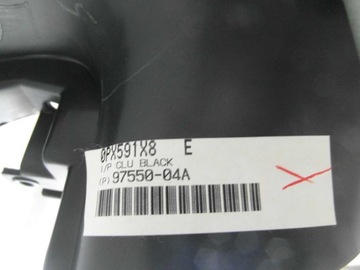 0PX591X8 E
I/P CLU BLACK
(P) 97550-04A